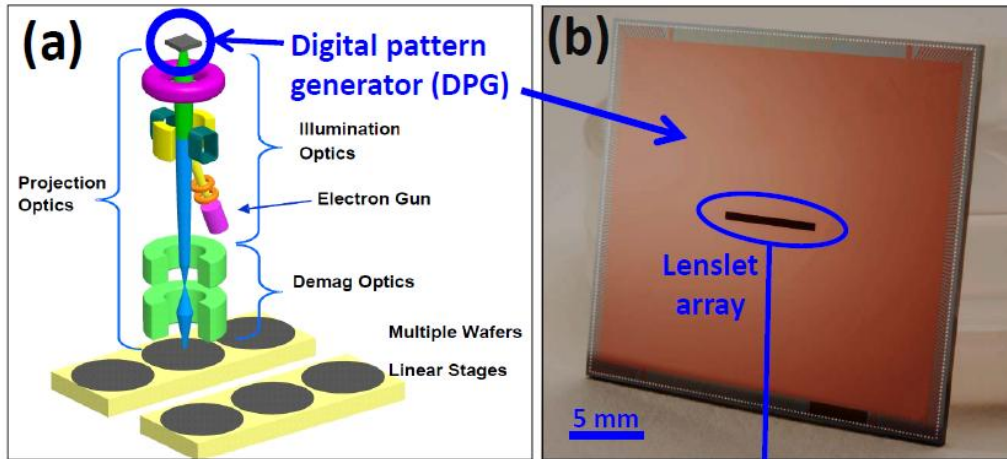 (a)
Digital pattern
generator (DPG)
Illumination
Optics
Projection
Optics
Electron Gun
Demag Optics
Multiple Wafers
Linear Stages
(b)
Lenslet
array
5 mm